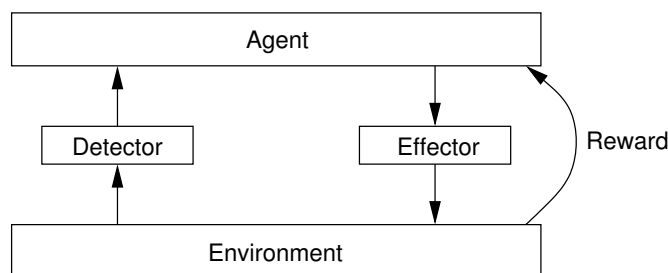 Agent
Detector
Effector
Reward
Environment